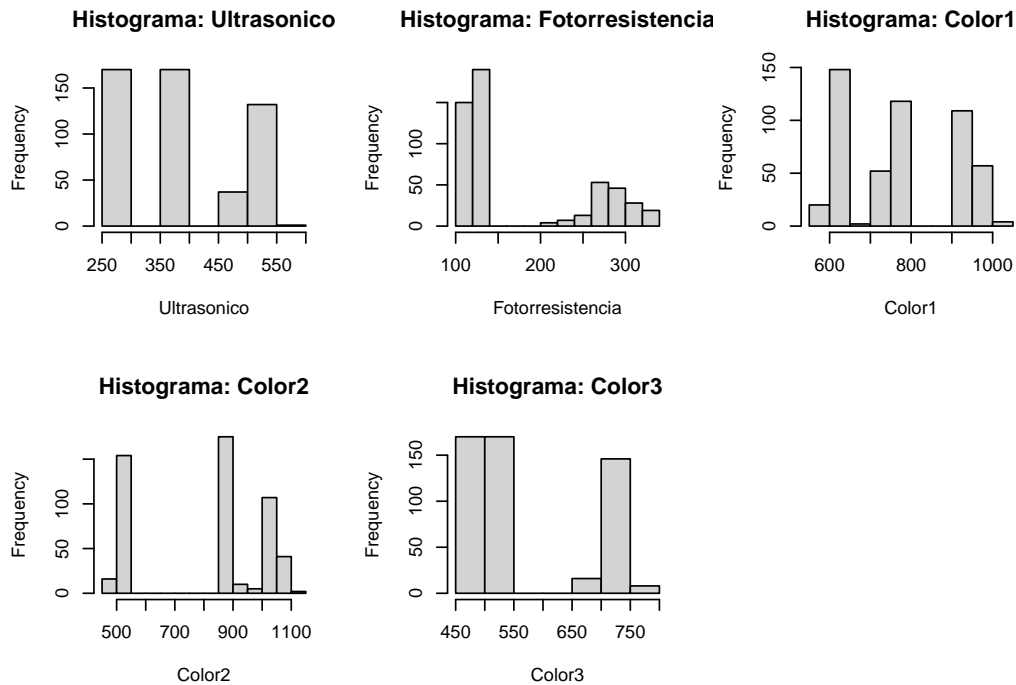 Histograma: Ultrasonico
Frequency
0 50 100 150
250 350 450 550
Ultrasonico
Histograma: Fotorresistencia
Frequency
0 50 100
100 200 300
Fotorresistencia
Histograma: Color1
Frequency
0 50 100 150
600 800 1000
Color1
Histograma: Color2
Frequency
0 50 100
500 700 900 1100
Color2
Histograma: Color3
Frequency
0 50 100 150
450 550 650 750
Color3